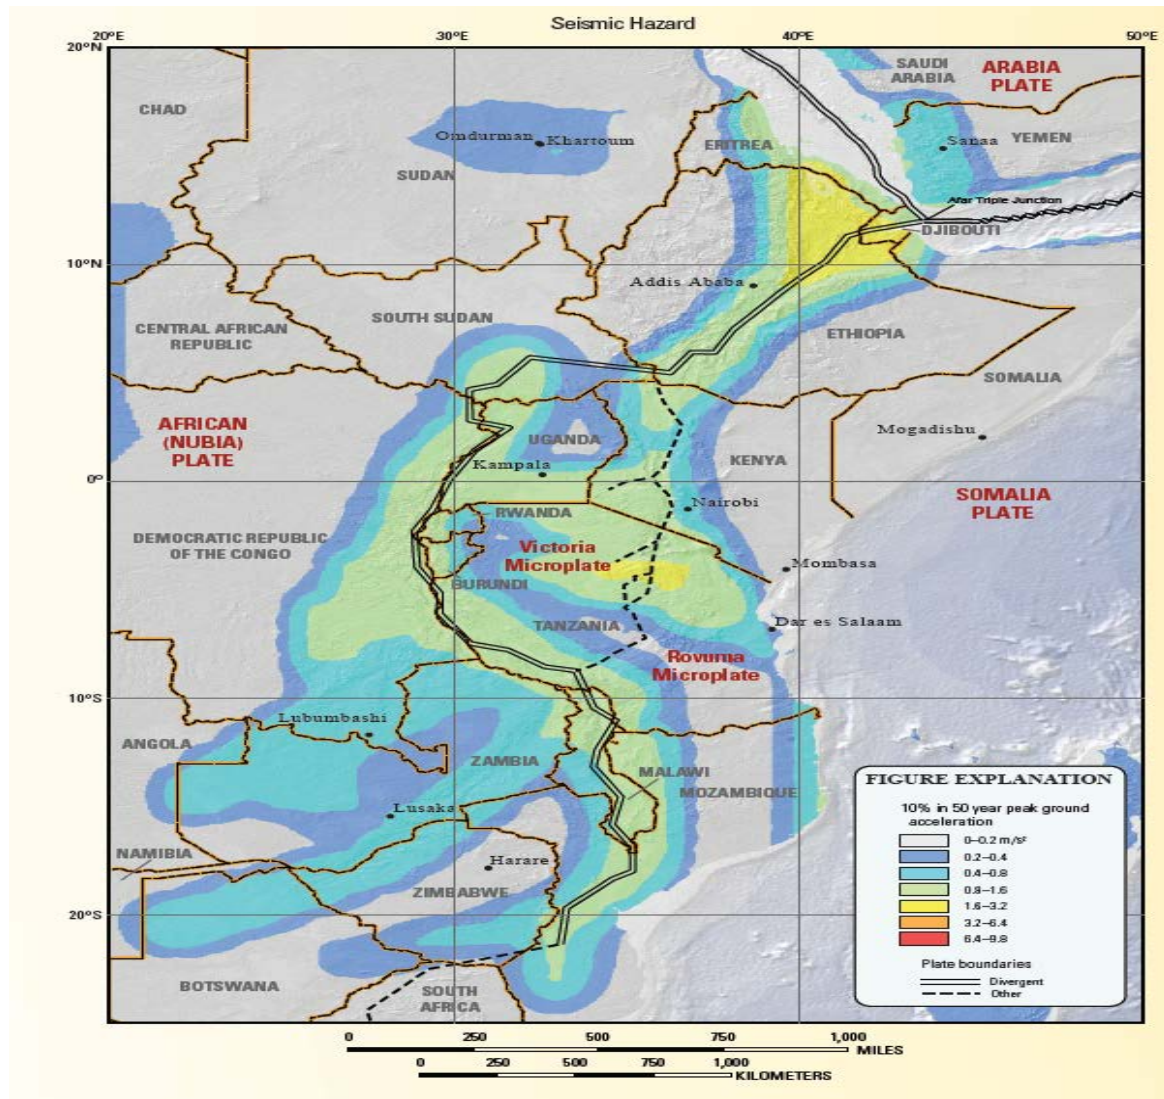 Seismic Hazard
20°E
30°E
40°E
50°E
20°N
SAUDI
ARABIA
ARABIA
PLATE
CHAD
Omdurman
Khartoum
ERITREA
Sanaa
YEMEN
SUDAN
Afar Triple Junction
DJIBOUTI
10°N
Addis Ababa
SOUTH SUDAN
CENTRAL AFRICAN
REPUBLIC
ETHIOPIA
SOMALIA
AFRICAN
(NUBIA)
PLATE
UGANDA
Mogadishu
Kampala
KENYA
0°
SOMALIA
PLATE
Nairobi
RWANDA
DEMOCRATIC REPUBLIC
OF THE CONGO
Victoria
Microplate
Mombasa
BURUNDI
TANZANIA
Dar es Salaam
Rovuma
Microplate
10°S
Lubumbashi
ANGOLA
ZAMBIA
MALAWI
MOZAMBIQUE
Lusaka
NAMIBIA
Harare
ZIMBABWE
20°S
BOTSWANA
SOUTH
AFRICA
FIGURE EXPLANATION
10% in 50 year peak ground
acceleration
0–0.2 m/s²
0.2–0.4
0.4–0.8
0.8–1.6
1.6–3.2
3.2–6.4
6.4–9.8
Plate boundaries
Divergent
Other
0 250 500 750 1,000
MILES
0 250 500 750 1,000
KILOMETERS